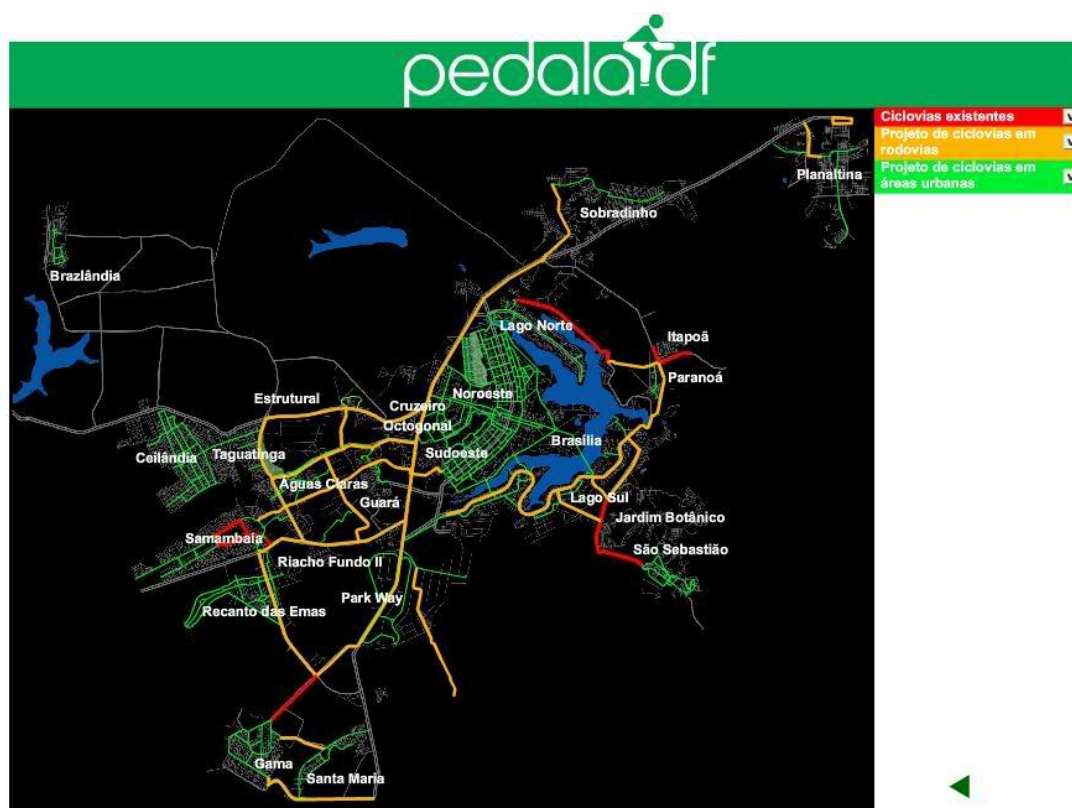 pedala df
Ciclovias existentes
Projeto de ciclovias em
rodovias
Projeto de ciclovias em
áreas urbanas
Planaltina
Sobradinho
Brazlândia
Lago Norte
Itapoã
Paranoá
Noroeste
Estrutural
Cruzeiro
Octogonal
Brasília
Sudoeste
Taguatinga
Ceilândia
Águas Claras
Guará
Lago Sul
Jardim Botânico
Samambaia
São Sebastião
Riacho Fundo II
Park Way
Recanto das Emas
Gama
Santa Maria